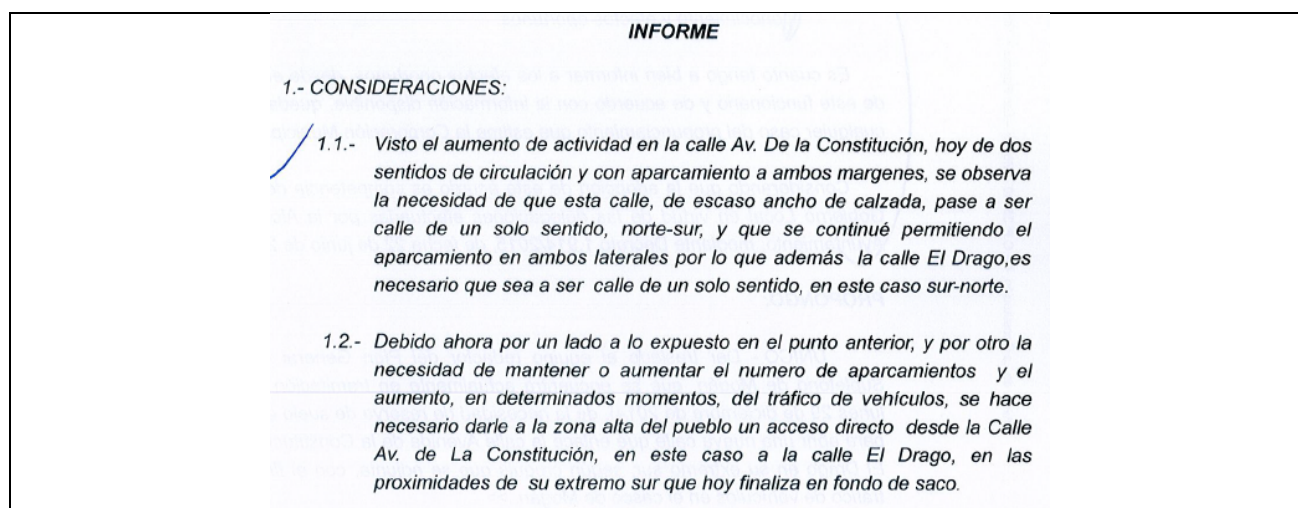 INFORME
1.- CONSIDERACIONES:
1.1.- Visto el aumento de actividad en la calle Av. De la Constitución, hoy de dos
sentidos de circulación y con aparcamiento a ambos margenes, se observa
la necesidad de que esta calle, de escaso ancho de calzada, pase a ser
calle de un solo sentido, norte-sur, y que se continué permitiendo el
aparcamiento en ambos laterales por lo que además la calle El Drago,es
necesario que sea a ser calle de un solo sentido, en este caso sur-norte.
1.2.- Debido ahora por un lado a lo expuesto en el punto anterior, y por otro la
necesidad de mantener o aumentar el numero de aparcamientos y el
aumento, en determinados momentos, del tráfico de vehículos, se hace
necesario darle a la zona alta del pueblo un acceso directo desde la Calle
Av. de La Constitución, en este caso a la calle El Drago, en las
proximidades de su extremo sur que hoy finaliza en fondo de saco.